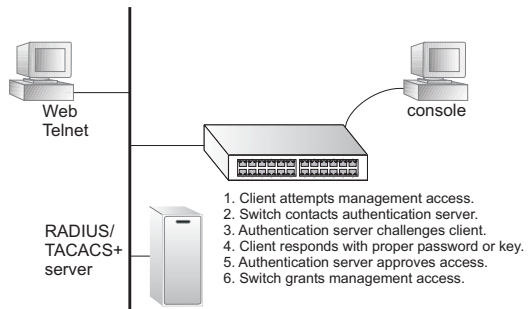 Web
Telnet
console
RADIUS/
TACACS+
server
1. Client attempts management access.
2. Switch contacts authentication server.
3. Authentication server challenges client.
4. Client responds with proper password or key.
5. Authentication server approves access.
6. Switch grants management access.